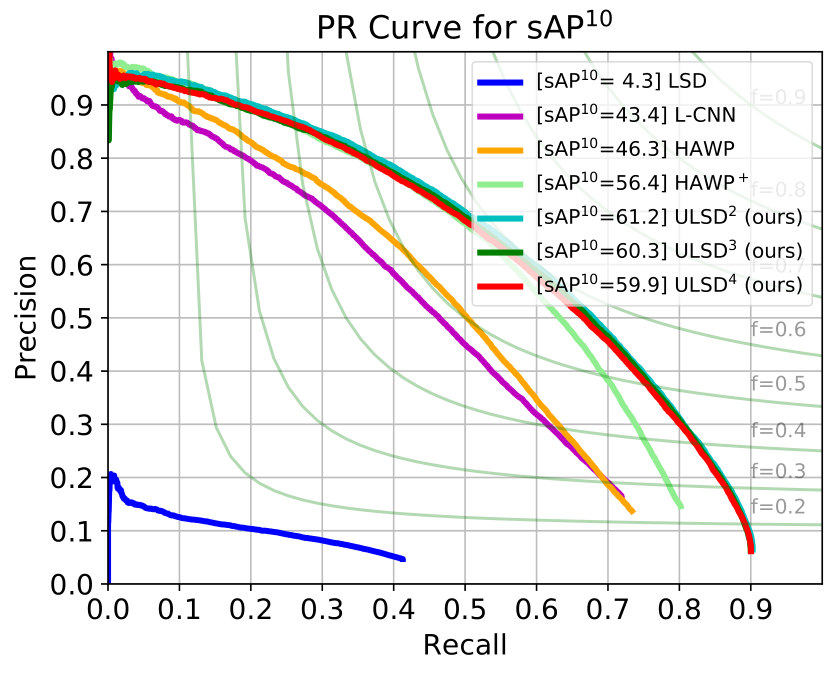 PR Curve for sAP¹⁰
Precision
0.9
0.8
0.7
0.6
0.5
0.4
0.3
0.2
0.1
0.0
[sAP¹⁰= 4.3] LSD
[sAP¹⁰=43.4] L-CNN
[sAP¹⁰=46.3] HAWP
[sAP¹⁰=56.4] HAWP⁺
[sAP¹⁰=61.2] ULSD² (ours)
[sAP¹⁰=60.3] ULSD³ (ours)
[sAP¹⁰=59.9] ULSD⁴ (ours)
f=0.9
f=0.8
f=0.7
f=0.6
f=0.5
f=0.4
f=0.3
f=0.2
0.0 0.1 0.2 0.3 0.4 0.5 0.6 0.7 0.8 0.9
Recall